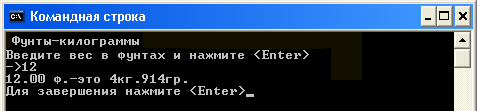 Командная строка
Фунты-килограммы
Введите вес в фунтах и нажмите <Enter>
->12
12.00 ф.-это 4кг.914гр.
Для завершения нажмите <Enter>_